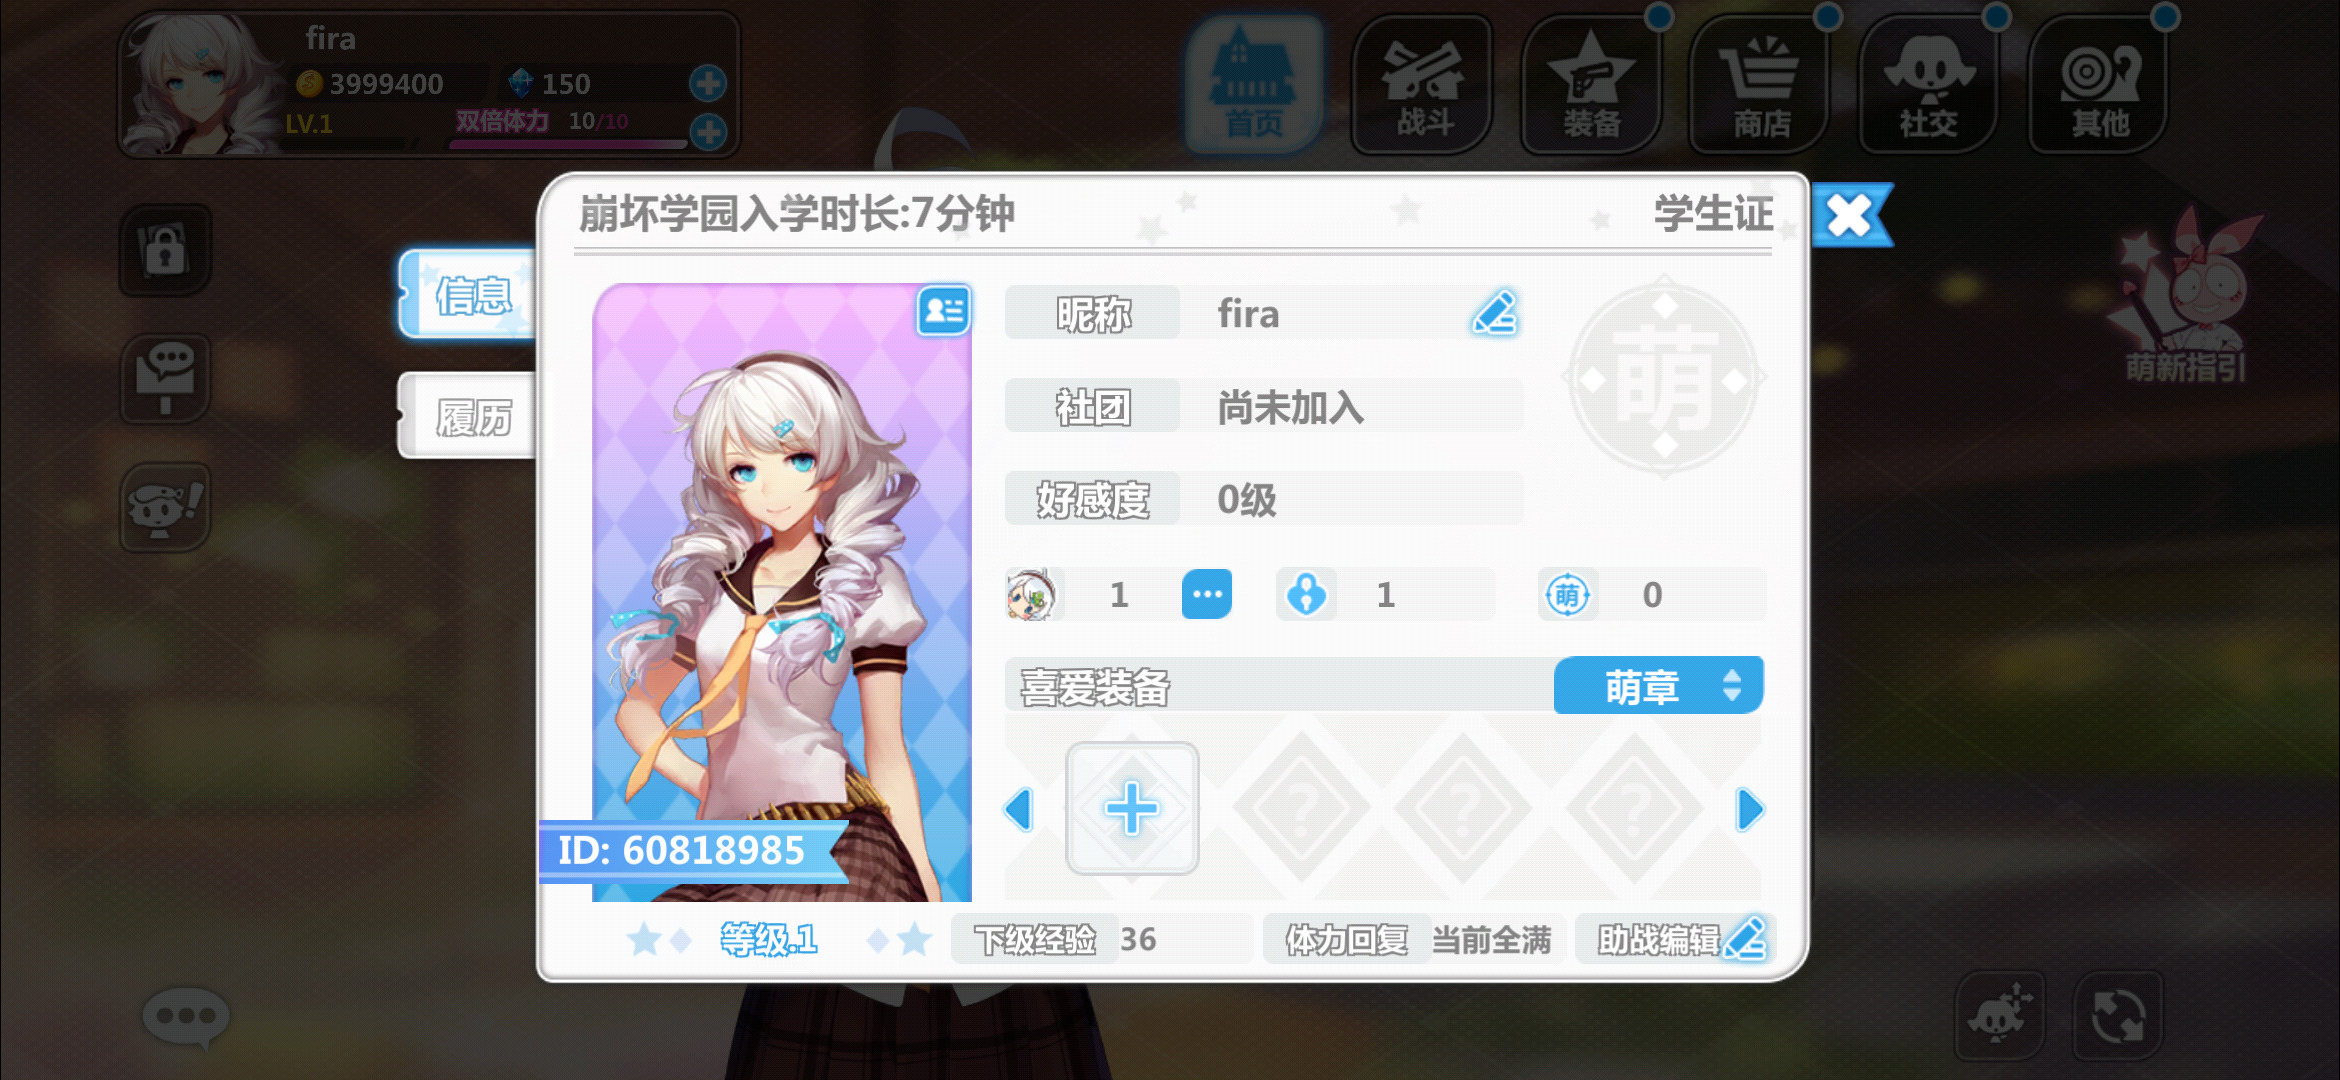 fira
3999400
150
LV.1
双倍体力 10/10
首页
战斗
装备
商店
社交
其他
崩坏学园入学时长:7分钟
学生证
信息
履历
昵称
fira
社团
尚未加入
好感度
0级
萌
1
1
萌
0
喜爱装备
萌章
? ? ?
ID: 60818985
等级.1
下级经验 36
体力回复 当前全满
助战编辑
萌新指引